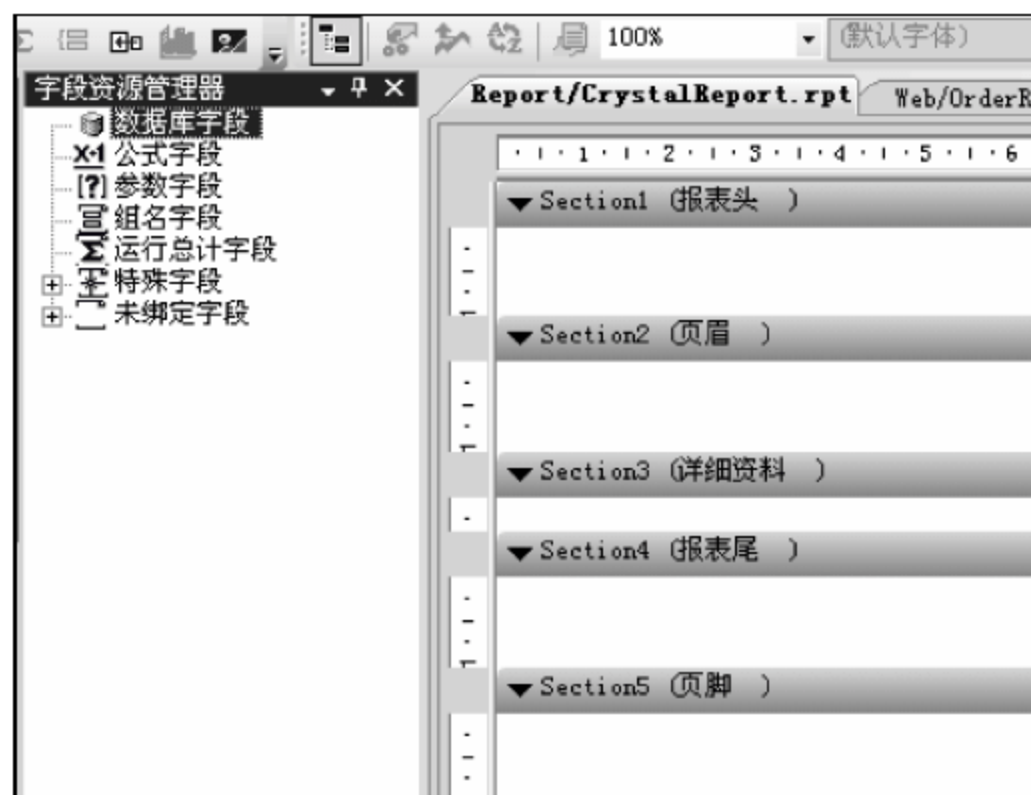 100%
(默认字体)
字段资源管理器
Report/CrystalReport.rpt
Web/OrderR
数据库字段
X+1 公式字段
[?] 参数字段
组名字段
Σ 运行总计字段
特殊字段
未绑定字段
1 2 3 4 5 6
Section1 (报表头 )
Section2 (页眉 )
Section3 (详细资料 )
Section4 (报表尾 )
Section5 (页脚 )